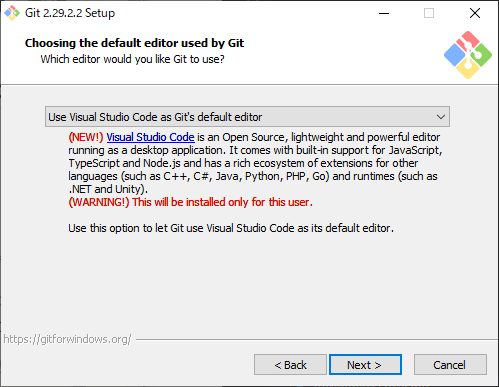 Git 2.29.2.2 Setup
Choosing the default editor used by Git
Which editor would you like Git to use?
Use Visual Studio Code as Git's default editor
(NEW!) Visual Studio Code is an Open Source, lightweight and powerful editor
running as a desktop application. It comes with built-in support for JavaScript,
TypeScript and Node.js and has a rich ecosystem of extensions for other
languages (such as C++, C#, Java, Python, PHP, Go) and runtimes (such as
.NET and Unity).
(WARNING!) This will be installed only for this user.
Use this option to let Git use Visual Studio Code as its default editor.
https://gitforwindows.org/
< Back
Next >
Cancel